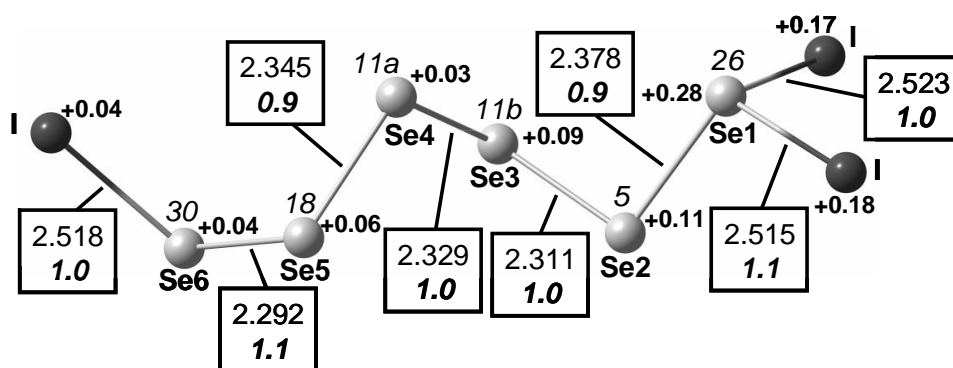 +0.17
I
26
2.378
0.9
11a
2.345
0.9
+0.03
+0.28
Se1
2.523
1.0
+0.04
I
Se4
11b
+0.09
Se3
I
+0.18
5
+0.11
Se2
18
+0.06
Se5
30
+0.04
Se6
2.518
1.0
2.329
1.0
2.311
1.0
2.515
1.1
2.292
1.1